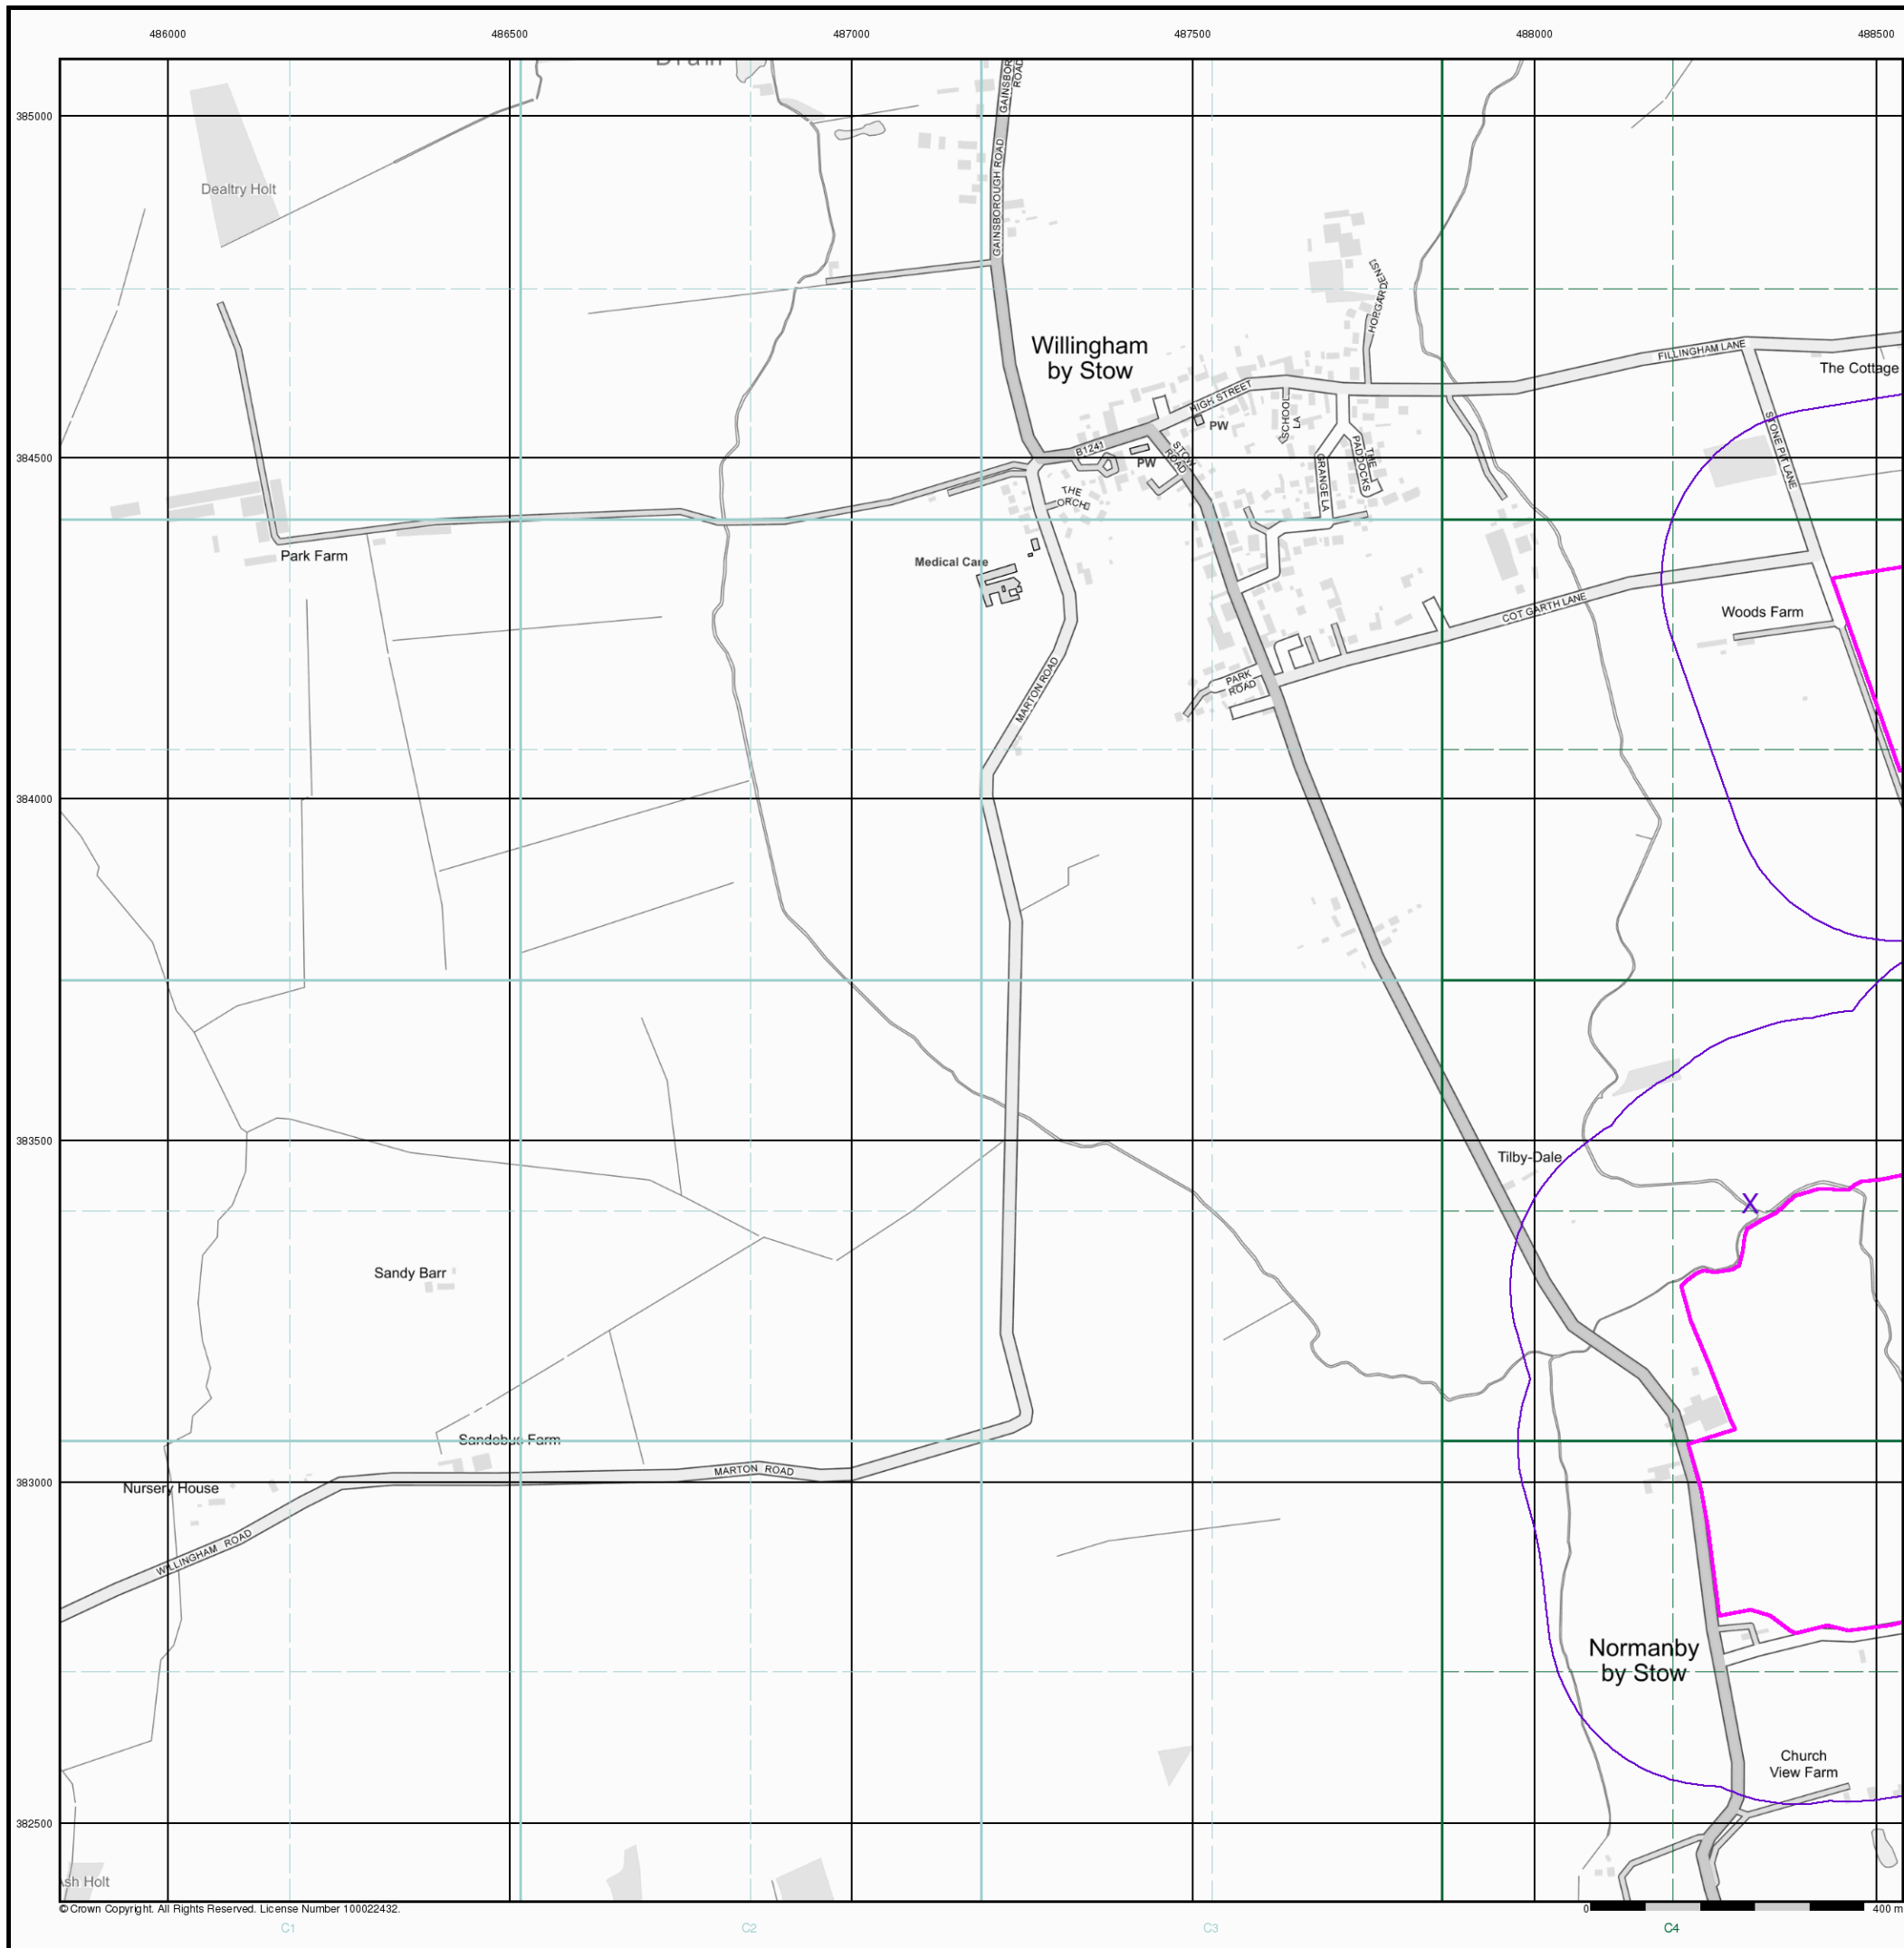 486000 486500 487000 487500 488000 488500
Drain
GAINSBOR
ROAD
385000
GAINSBOROUGH ROAD
Dealtry Holt
HOPGARDENS
Willingham
by Stow
FILLINGHAM LANE
The Cottage
HIGH STREET
SCHOOL
LA
PW
STONE PIT LANE
384500
B1241
STOW
ROAD
PW
GRANGE LA
THE
PADDOCKS
THE
ORCH
Park Farm
Medical Care
COT GARTH LANE
Woods Farm
PARK
ROAD
MARTON ROAD
384000
383500
Tilby-Dale
X
Sandy Barr
Sandebus Farm
383000
MARTON ROAD
Nursery House
WILLINGHAM ROAD
Normanby
by Stow
Church
View Farm
382500
Ash Holt
© Crown Copyright. All Rights Reserved. License Number 100022432.
0 400 m
C1 C2 C3 C4